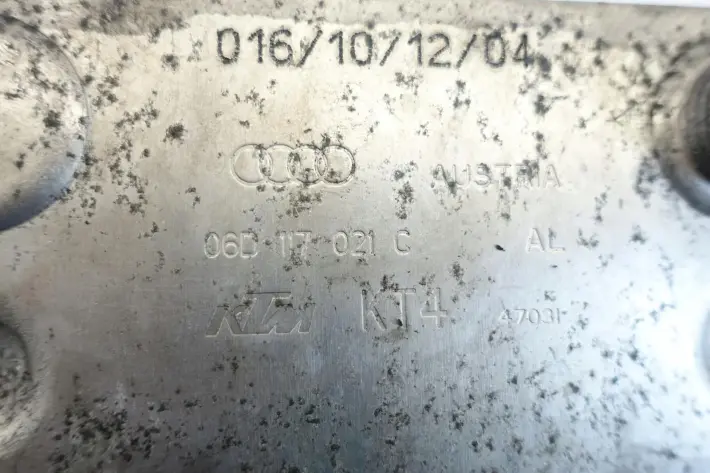 016/10/12/04
AUSTRIA
06D 117 021 C AL
KTM KT4 47031